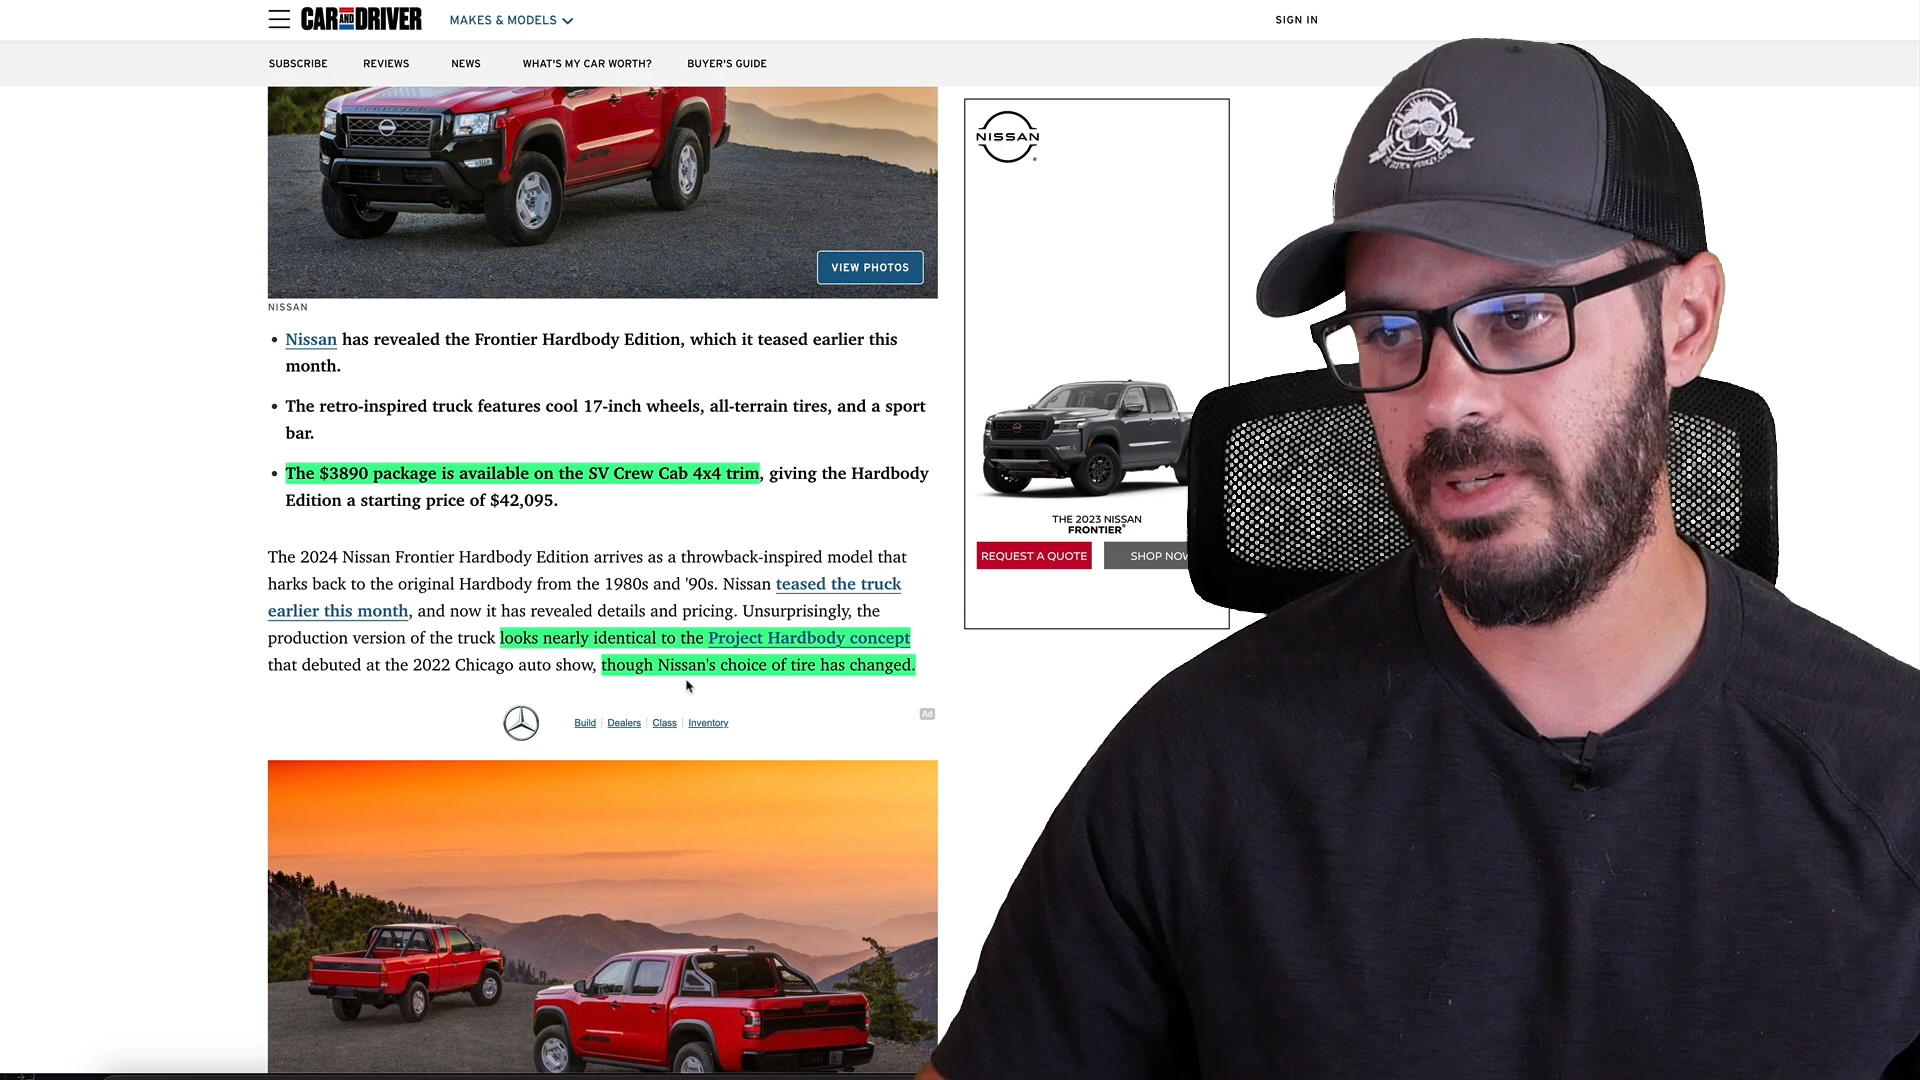 CAR AND DRIVER
MAKES & MODELS
SIGN IN
SUBSCRIBE REVIEWS NEWS WHAT'S MY CAR WORTH? BUYER'S GUIDE
VIEW PHOTOS
NISSAN
• Nissan has revealed the Frontier Hardbody Edition, which it teased earlier this
month.
• The retro-inspired truck features cool 17-inch wheels, all-terrain tires, and a sport
bar.
• The $3890 package is available on the SV Crew Cab 4x4 trim, giving the Hardbody
Edition a starting price of $42,095.
The 2024 Nissan Frontier Hardbody Edition arrives as a throwback-inspired model that
harks back to the original Hardbody from the 1980s and '90s. Nissan teased the truck
earlier this month, and now it has revealed details and pricing. Unsurprisingly, the
production version of the truck looks nearly identical to the Project Hardbody concept
that debuted at the 2022 Chicago auto show, though Nissan's choice of tire has changed.
Build Dealers Class Inventory
Ad
NISSAN
THE 2023 NISSAN
FRONTIER®
REQUEST A QUOTE SHOP NOW